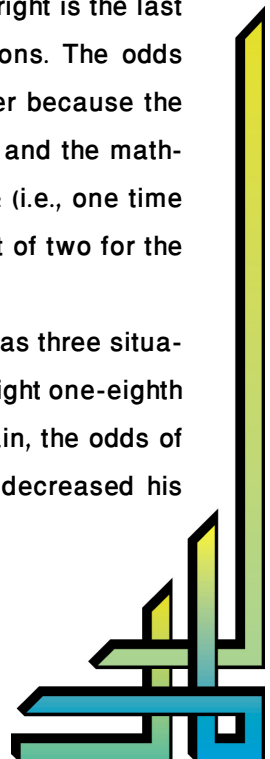 right is the last
ons. The odds
er because the
and the math-
(i.e., one time
t of two for the
as three situa-
ight one-eighth
in, the odds of
decreased his